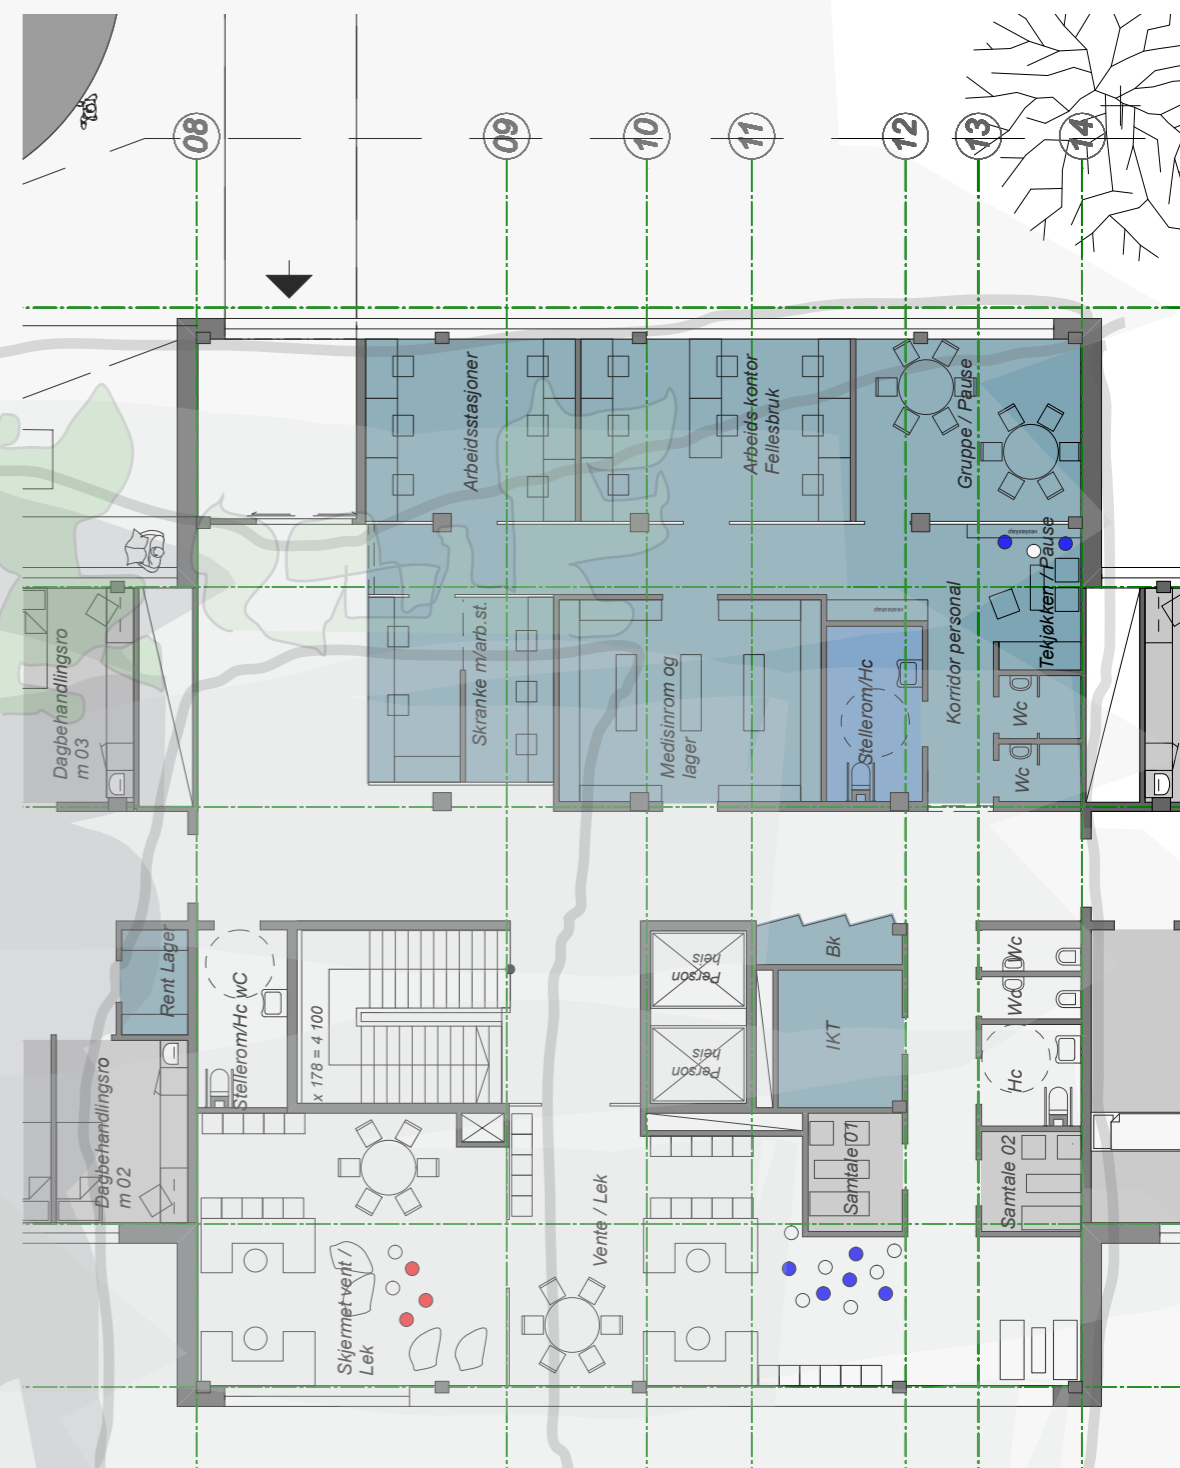 08
09
10
11
12
13
14
Arbeidsstasjoner
Arbeids kontor
Fellesbruk
Gruppe / Pause
Tekjøkken / Pause
Korridor personal
Dagbehandlingsro
m 03
Skranke m/arb.st.
Medisinrom og
lager
Stellerom/Hc
Wc
Wc
Rent Lager
Stellerom/Hc wC
x 178 = 4 100
Person
heis
Person
heis
Bk
IKT
Wc
Wc
Hc
Dagbehandlingsro
m 02
Samtale 01
Samtale 02
Vente / Lek
Skjermet vent /
Lek